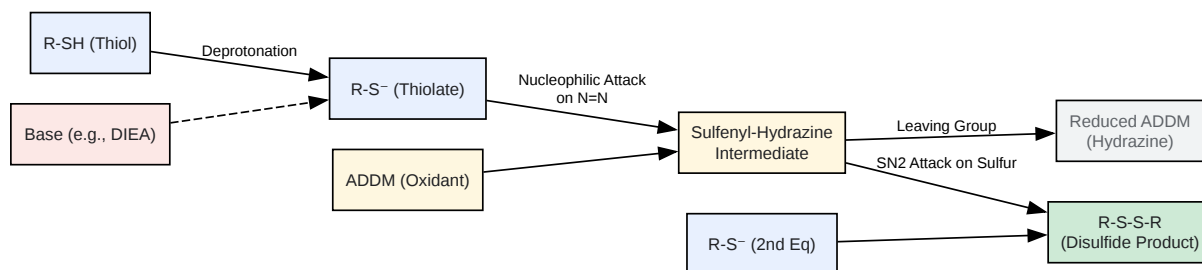 R-SH (Thiol)
Deprotonation
Base (e.g., DIEA)
R-S⁻ (Thiolate)
Nucleophilic Attack
on N=N
ADDM (Oxidant)
Sulfenyl-Hydrazine
Intermediate
Leaving Group
SN2 Attack on Sulfur
Reduced ADDM
(Hydrazine)
R-S⁻ (2nd Eq)
R-S-S-R
(Disulfide Product)